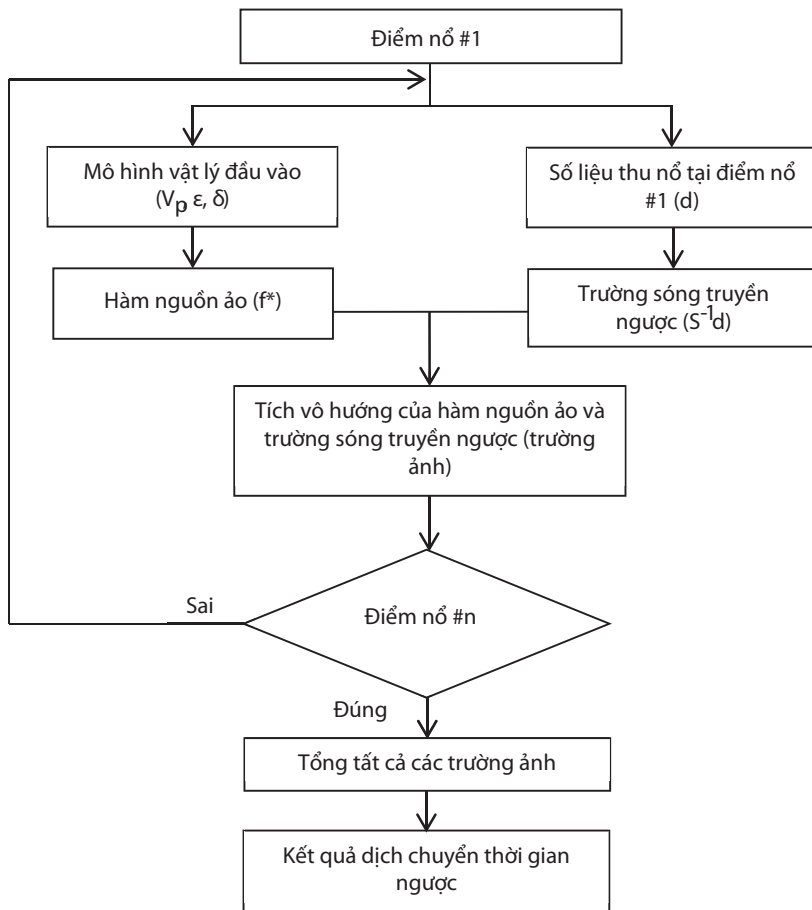 Điểm nổ #1
Mô hình vật lý đầu vào
(Vp ε, δ)
Số liệu thu nổ tại điểm nổ
#1 (d)
Hàm nguồn ảo (f*)
Trường sóng truyền
ngược (S⁻¹d)
Tích vô hướng của hàm nguồn ảo và
trường sóng truyền ngược (trường
ảnh)
Sai
Điểm nổ #n
Đúng
Tổng tất cả các trường ảnh
Kết quả dịch chuyển thời gian
ngược